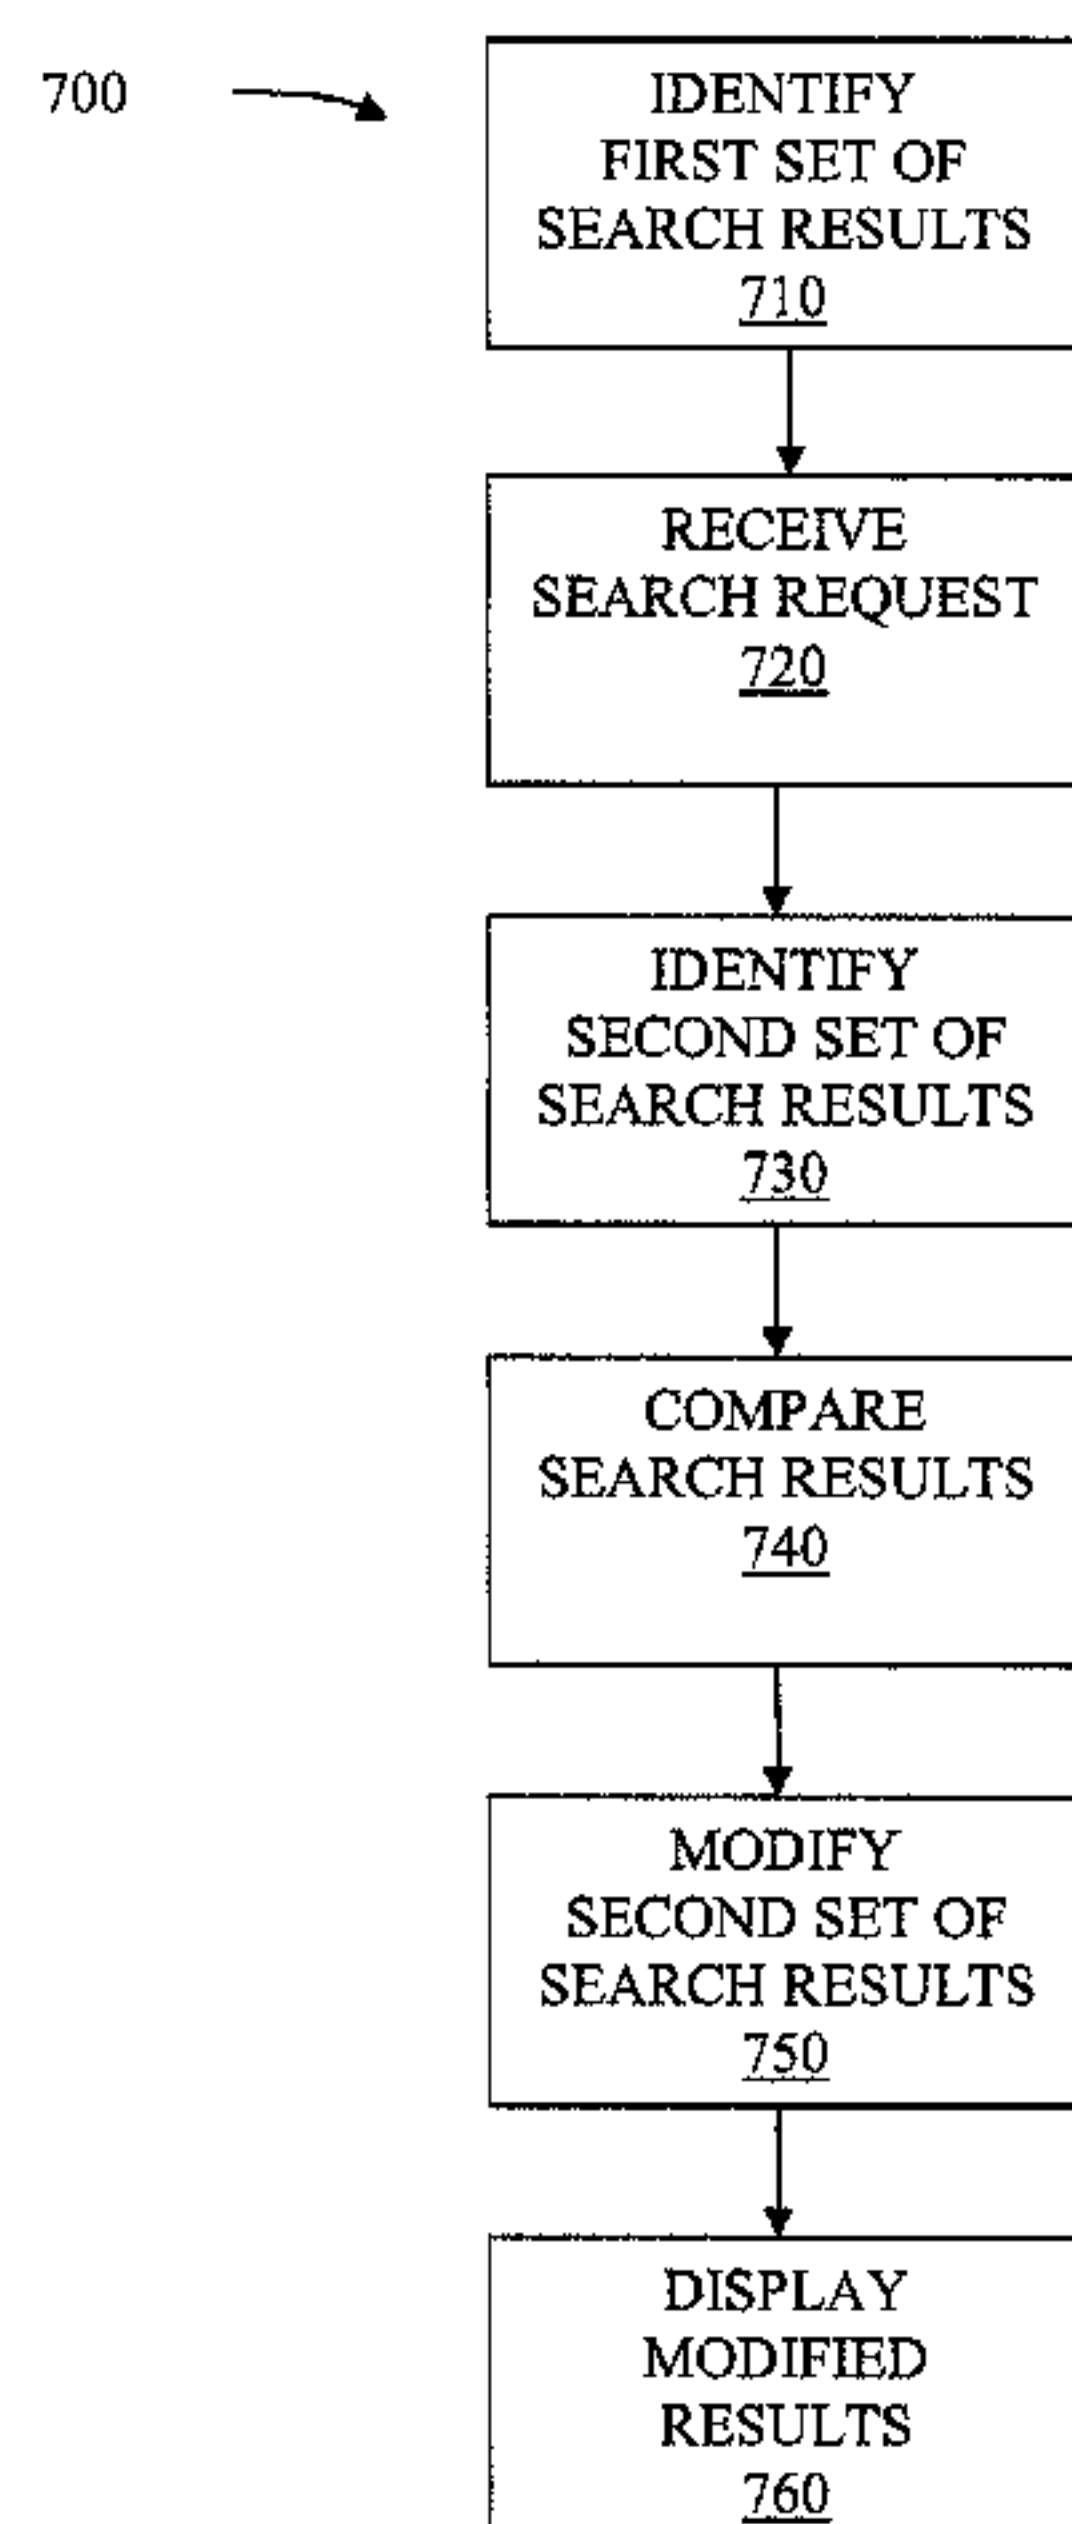 700
IDENTIFY
FIRST SET OF
SEARCH RESULTS
710
RECEIVE
SEARCH REQUEST
720
IDENTIFY
SECOND SET OF
SEARCH RESULTS
730
COMPARE
SEARCH RESULTS
740
MODIFY
SECOND SET OF
SEARCH RESULTS
750
DISPLAY
MODIFIED
RESULTS
760